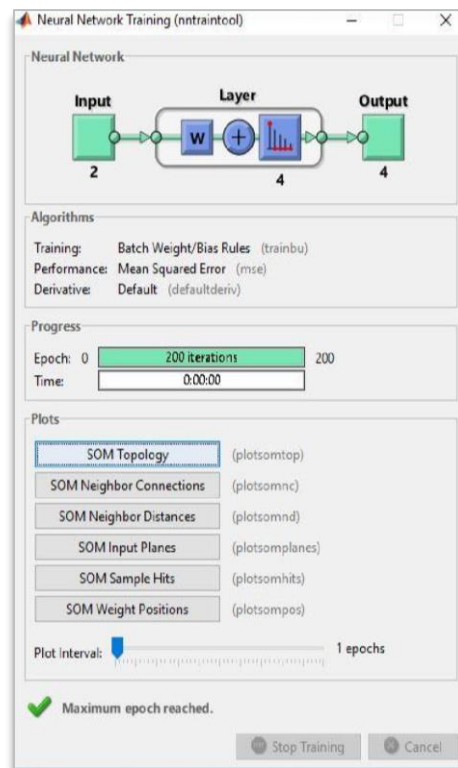 Neural Network Training (nntraintool)
Neural Network
Input
Layer
Output
W
+
2
4
4
Algorithms
Training: Batch Weight/Bias Rules (trainbu)
Performance: Mean Squared Error (mse)
Derivative: Default (defaultderiv)
Progress
Epoch: 0 200 iterations 200
Time: 0:00:00
Plots
SOM Topology (plotsomtop)
SOM Neighbor Connections (plotsomnc)
SOM Neighbor Distances (plotsomnd)
SOM Input Planes (plotsomplanes)
SOM Sample Hits (plotsomhits)
SOM Weight Positions (plotsompos)
Plot Interval: 1 epochs
Maximum epoch reached.
Stop Training Cancel